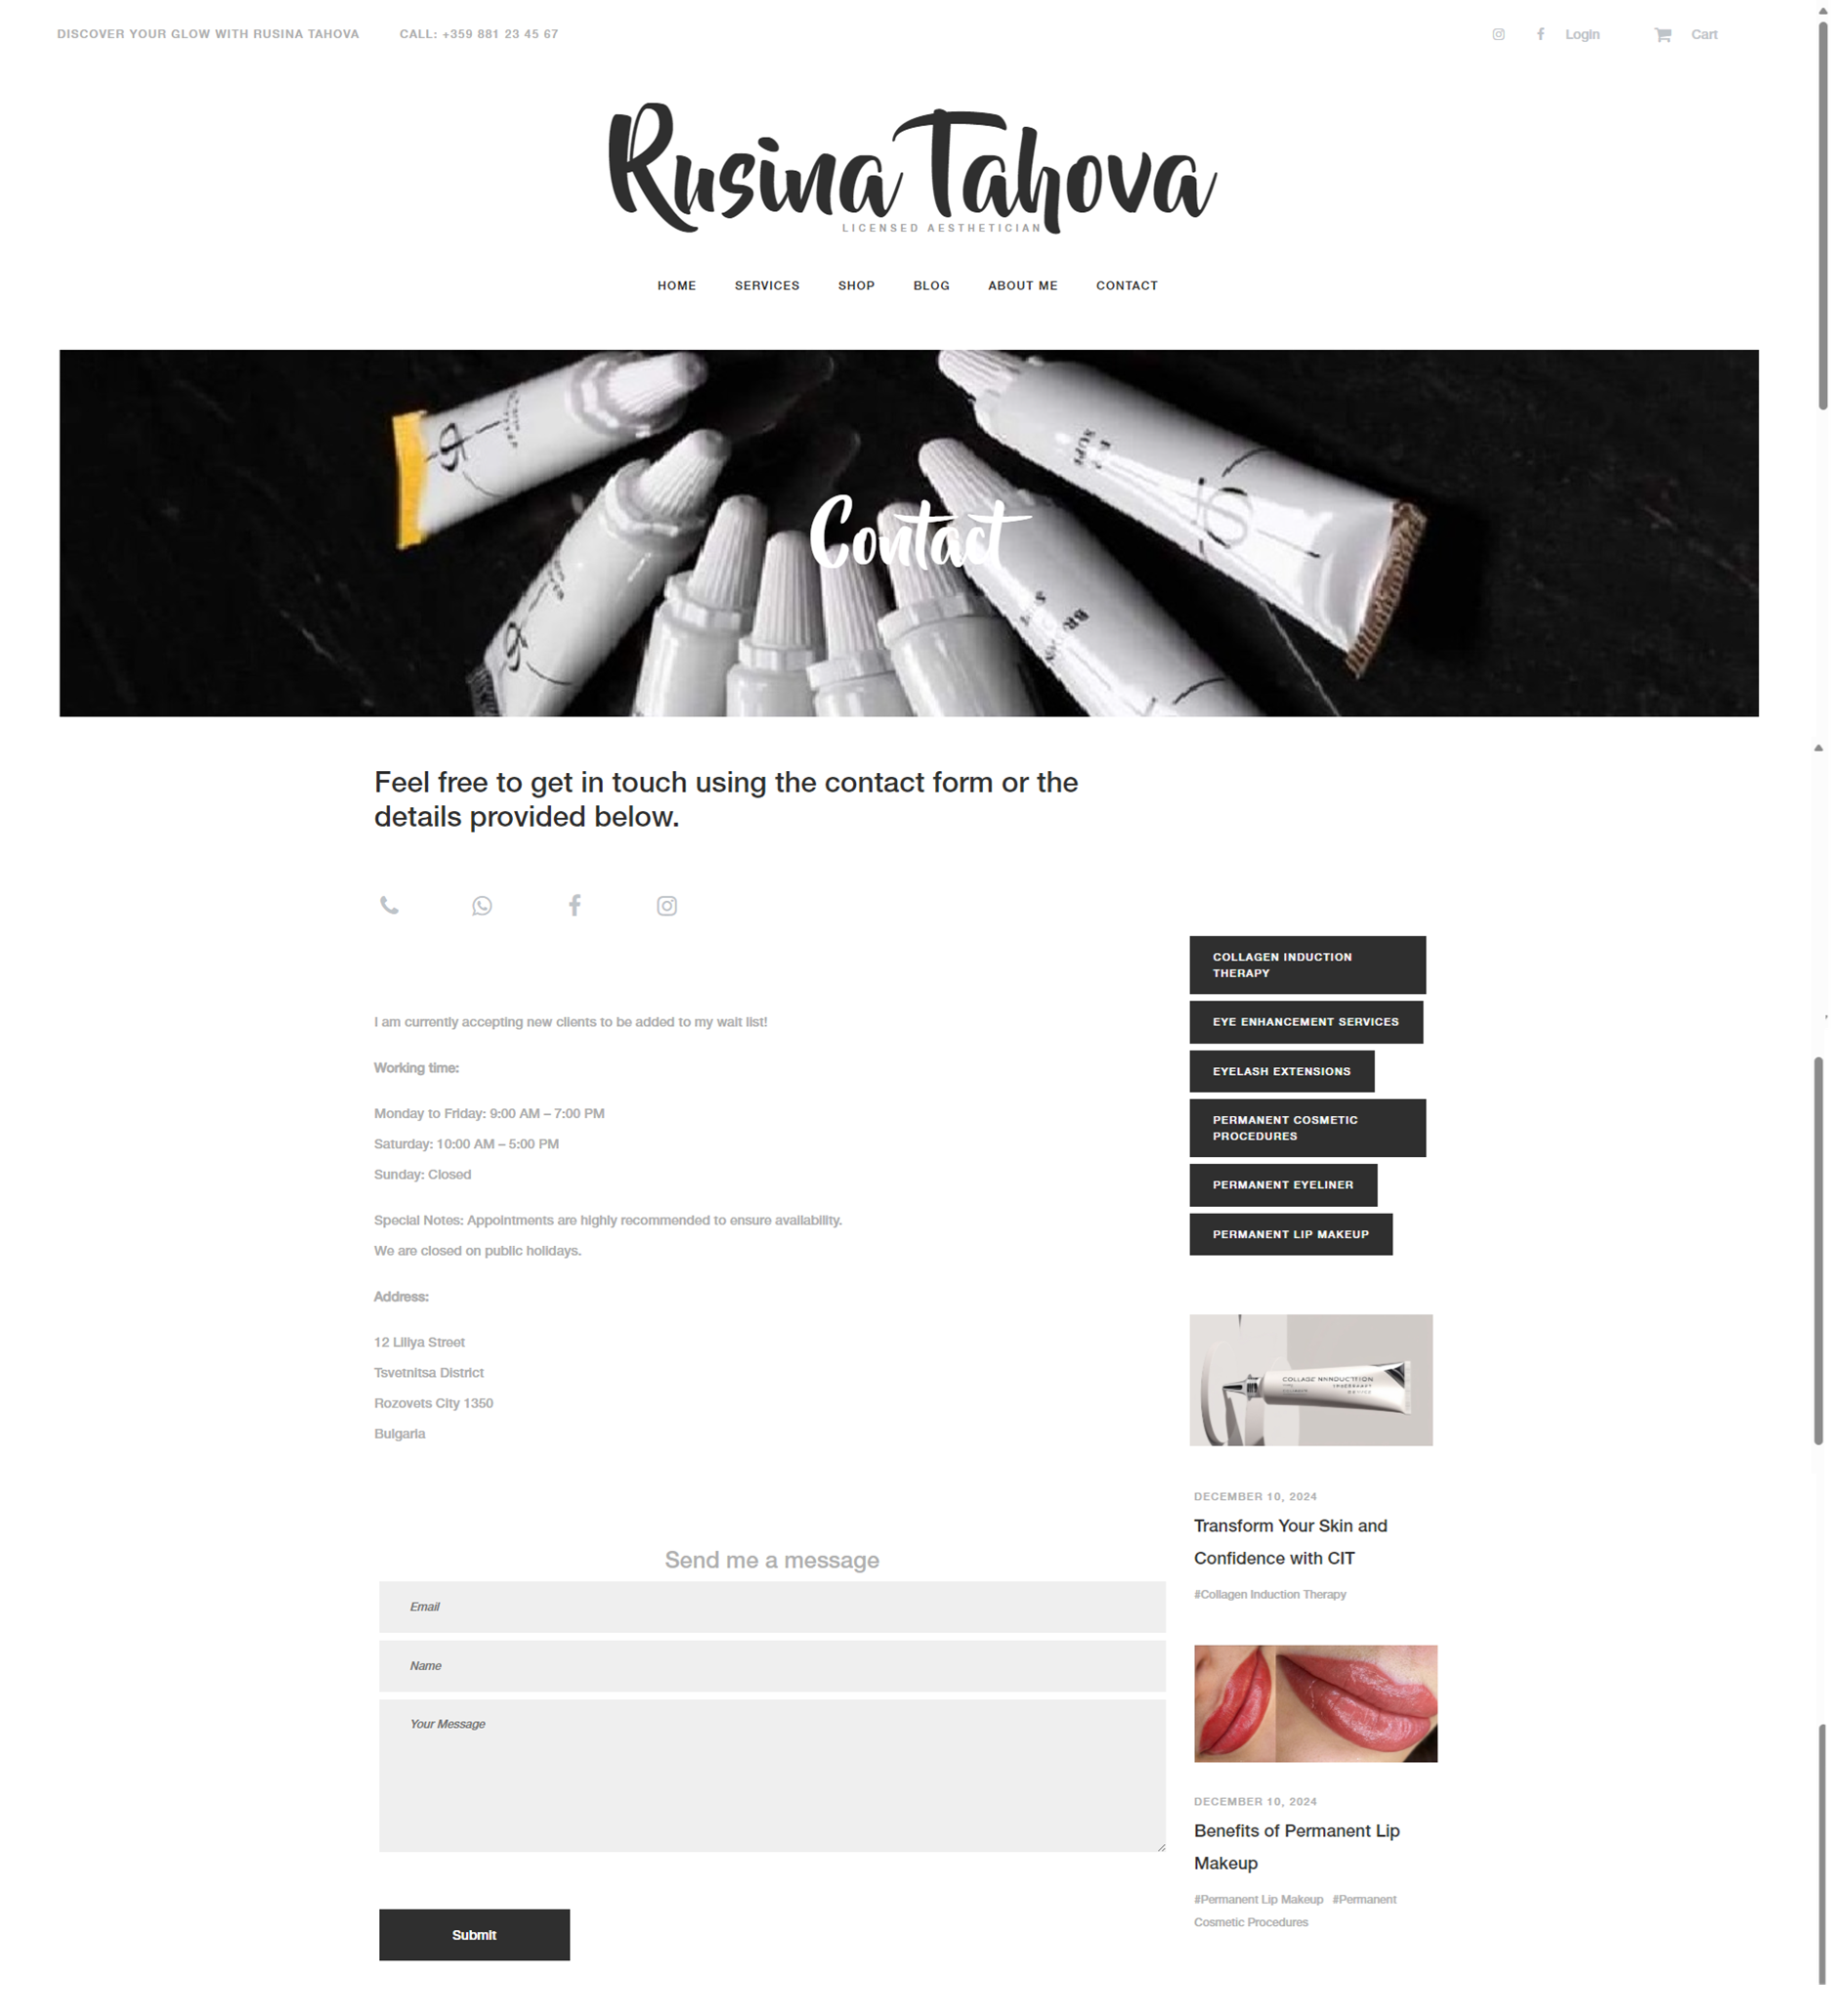 DISCOVER YOUR GLOW WITH RUSINA TAHOVA
CALL: +359 881 23 45 67
Login
Cart
Rusina Tahova
LICENSED AESTHETICIAN
HOME
SERVICES
SHOP
BLOG
ABOUT ME
CONTACT
Contact
Feel free to get in touch using the contact form or the
details provided below.
I am currently accepting new clients to be added to my wait list!
Working time:
Monday to Friday: 9:00 AM – 7:00 PM
Saturday: 10:00 AM – 5:00 PM
Sunday: Closed
Special Notes: Appointments are highly recommended to ensure availability.
We are closed on public holidays.
Address:
12 Liliya Street
Tsvetnitsa District
Rozovets City 1350
Bulgaria
Send me a message
Email
Name
Your Message
Submit
COLLAGEN INDUCTION
THERAPY
EYE ENHANCEMENT SERVICES
EYELASH EXTENSIONS
PERMANENT COSMETIC
PROCEDURES
PERMANENT EYELINER
PERMANENT LIP MAKEUP
COLLAGE NNNDUCTFION
DECEMBER 10, 2024
Transform Your Skin and
Confidence with CIT
#Collagen Induction Therapy
DECEMBER 10, 2024
Benefits of Permanent Lip
Makeup
#Permanent Lip Makeup #Permanent
Cosmetic Procedures